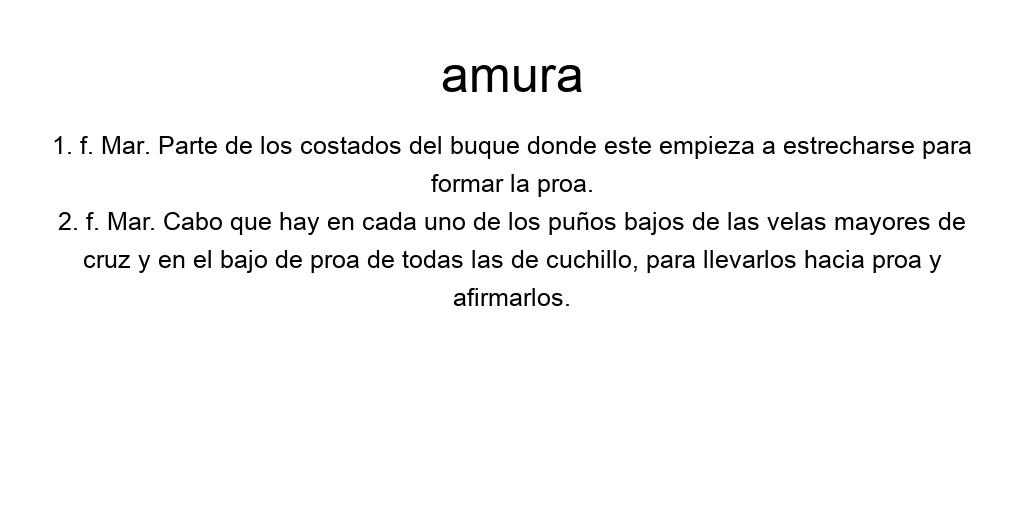 amura
1. f. Mar. Parte de los costados del buque donde este empieza a estrecharse para
formar la proa.
2. f. Mar. Cabo que hay en cada uno de los puños bajos de las velas mayores de
cruz y en el bajo de proa de todas las de cuchillo, para llevarlos hacia proa y
afirmarlos.